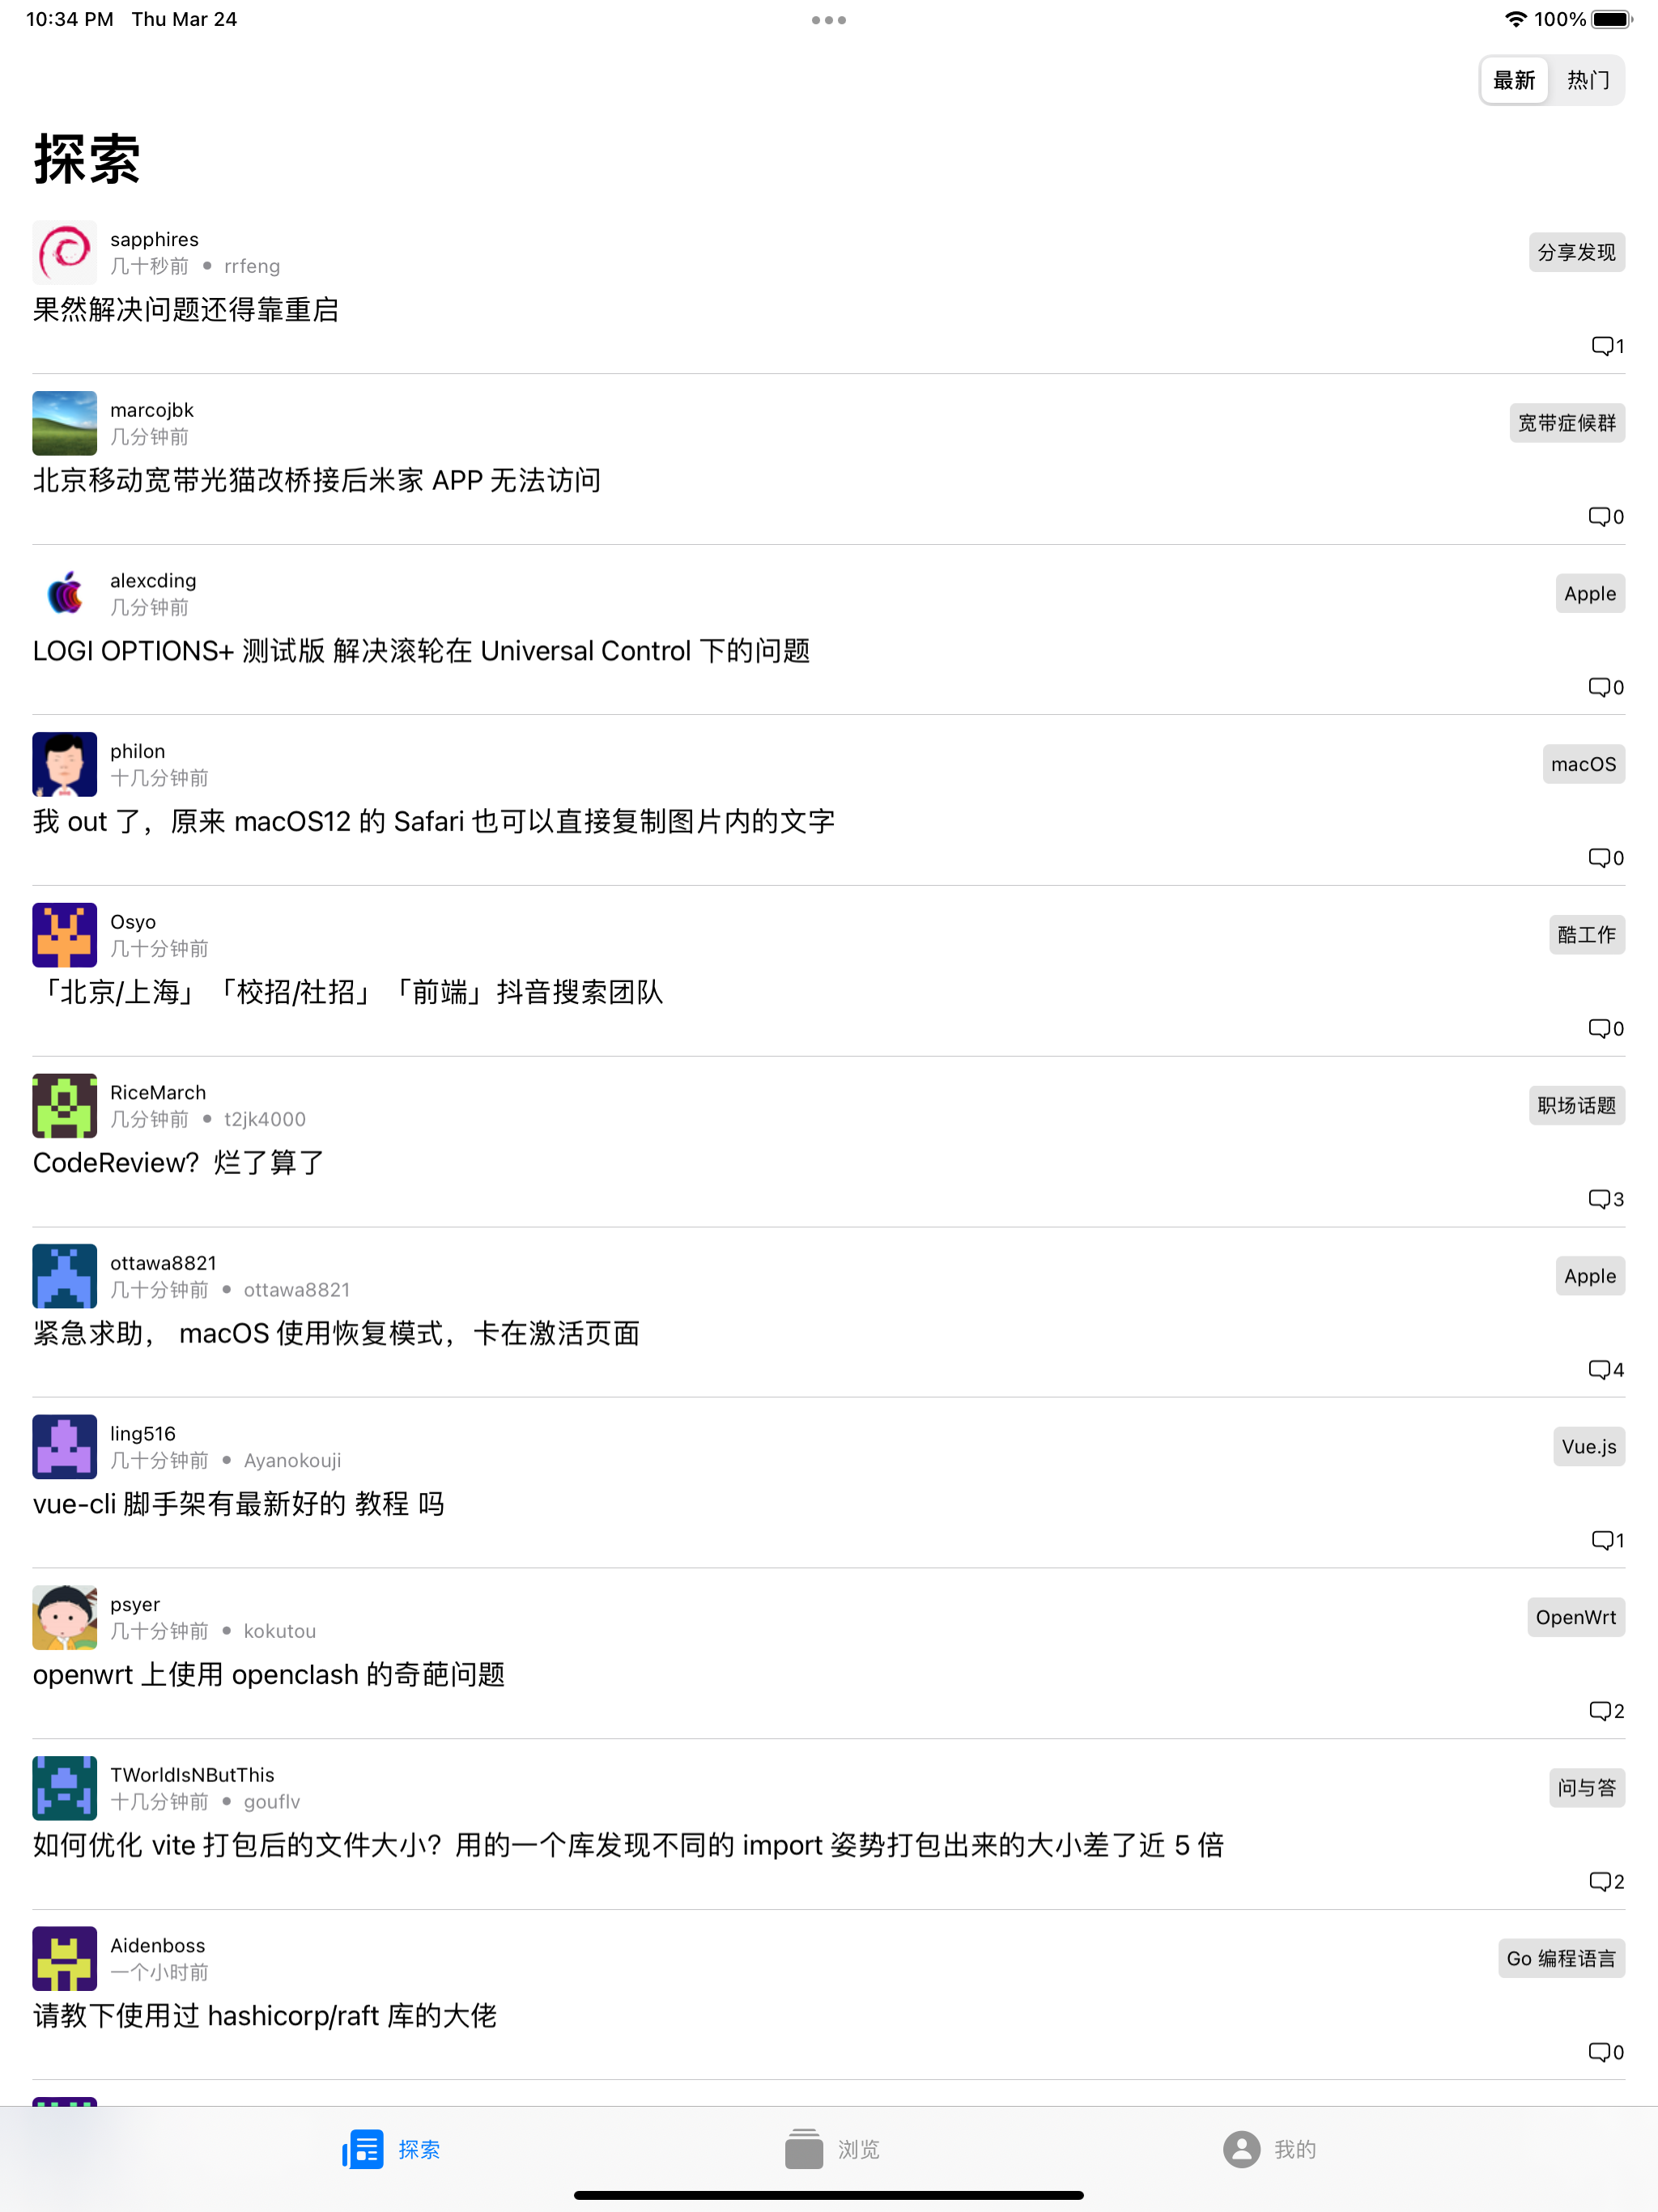 10:34 PM Thu Mar 24
100%
最新 热门
探索
sapphires
几十秒前 • rrfeng
分享发现
果然解决问题还得靠重启
1
marcojbk
几分钟前
宽带症候群
北京移动宽带光猫改桥接后米家 APP 无法访问
0
alexcding
几分钟前
Apple
LOGI OPTIONS+ 测试版 解决滚轮在 Universal Control 下的问题
0
philon
十几分钟前
macOS
我 out 了，原来 macOS12 的 Safari 也可以直接复制图片内的文字
0
Osyo
几十分钟前
酷工作
「北京/上海」「校招/社招」「前端」抖音搜索团队
0
RiceMarch
几分钟前 • t2jk4000
职场话题
CodeReview？烂了算了
3
ottawa8821
几十分钟前 • ottawa8821
Apple
紧急求助， macOS 使用恢复模式，卡在激活页面
4
ling516
几十分钟前 • Ayanokouji
Vue.js
vue-cli 脚手架有最新好的 教程 吗
1
psyer
几十分钟前 • kokutou
OpenWrt
openwrt 上使用 openclash 的奇葩问题
2
TWorldIsNButThis
十几分钟前 • gouflv
问与答
如何优化 vite 打包后的文件大小？用的一个库发现不同的 import 姿势打包出来的大小差了近 5 倍
2
Aidenboss
一个小时前
Go 编程语言
请教下使用过 hashicorp/raft 库的大佬
0
探索
浏览
我的